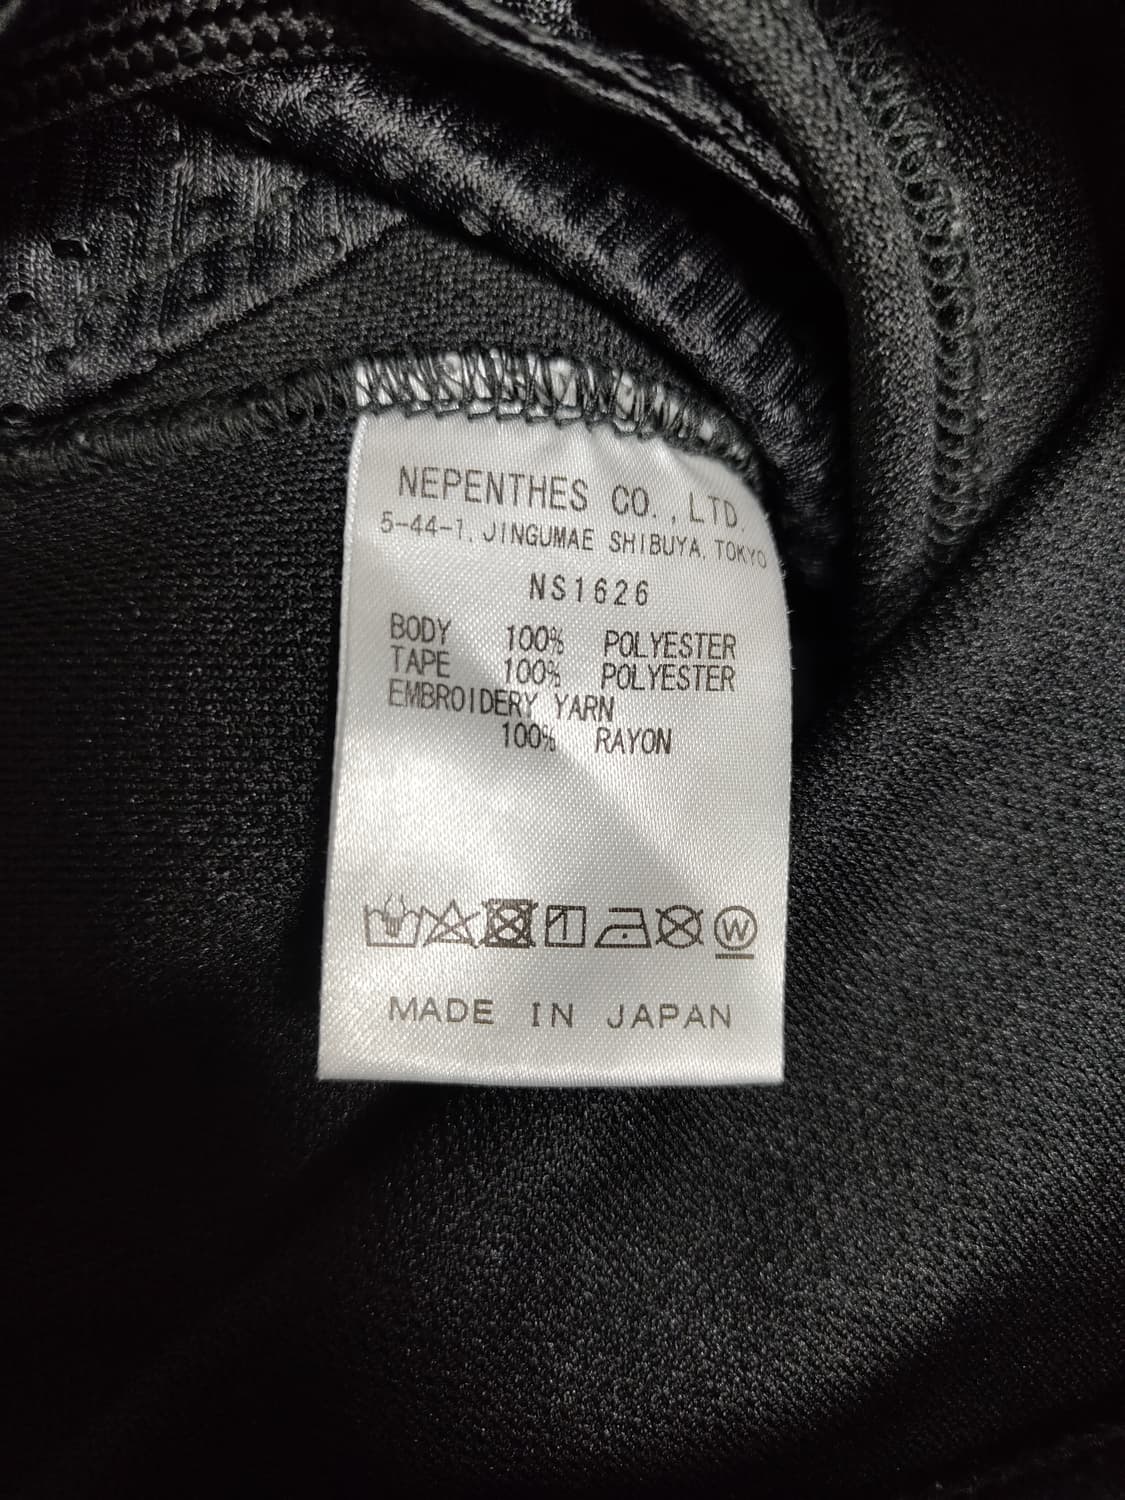 NEPENTHES CO., LTD.
5-44-1, JINGUMAE SHIBUYA, TOKYO
NS1626
BODY 100% POLYESTER
TAPE 100% POLYESTER
EMBROIDERY YARN
100% RAYON
W
MADE IN JAPAN